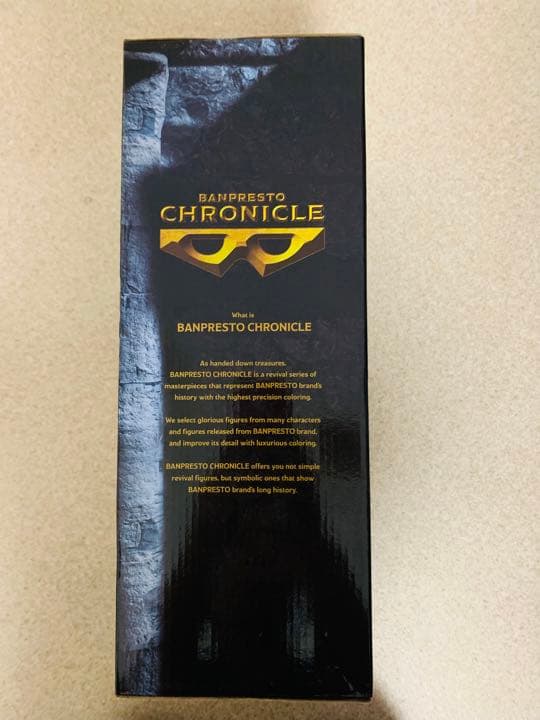 BANPRESTO
CHRONICLE
What is
BANPRESTO CHRONICLE
As handed down treasures.
BANPRESTO CHRONICLE is a revival series of
masterpieces that represent BANPRESTO brand's
history with the highest precision coloring.
We select glorious figures from many characters
and figures released from BANPRESTO brand,
and improve its detail with luxurious coloring.
BANPRESTO CHRONICLE offers you not simple
revival figures, but symbolic ones that show
BANPRESTO brand's long history.